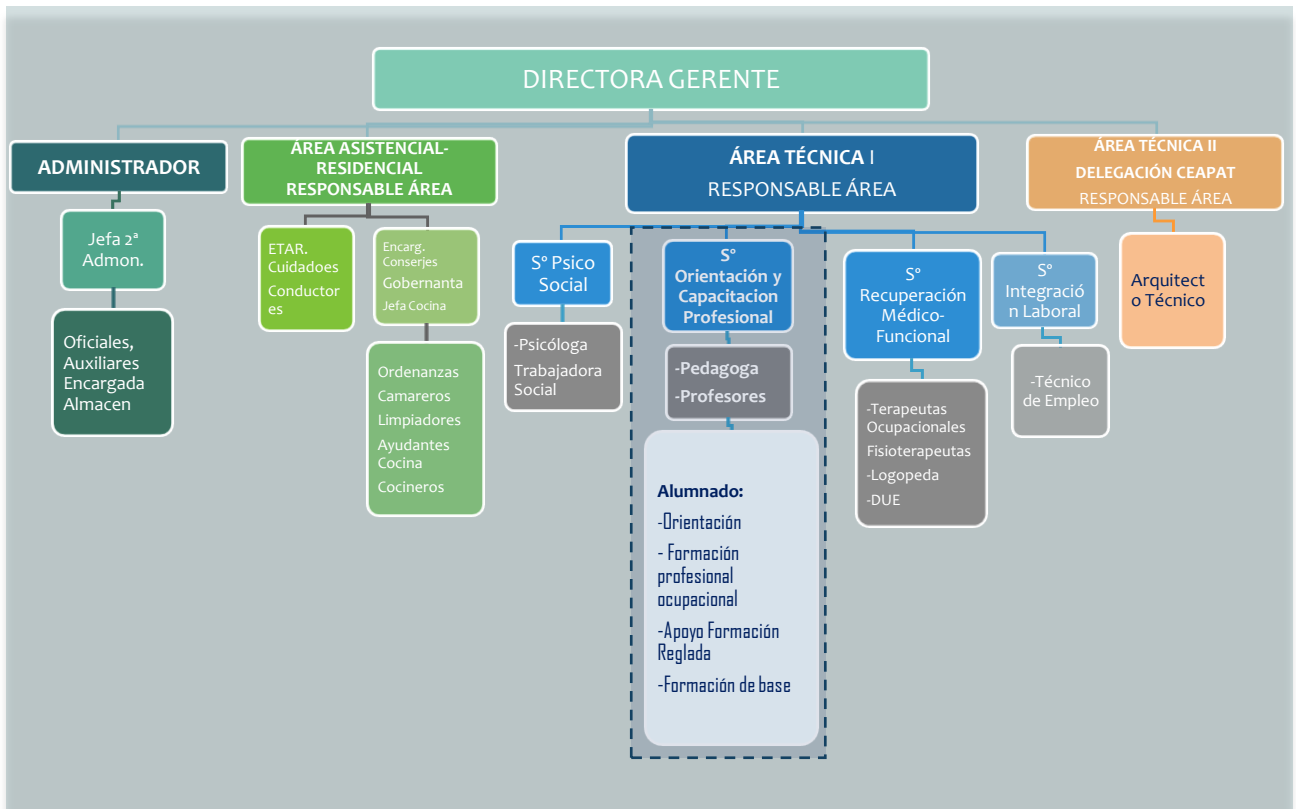 DIRECTORA GERENTE
ADMINISTRADOR
Jefa 2ª
Admon.
Oficiales,
Auxiliares
Encargada
Almacen
ÁREA ASISTENCIAL-
RESIDENCIAL
RESPONSABLE ÁREA
ETAR.
Cuidadoes
Conductor
es
Encarg.
Conserjes
Gobernanta
Jefa Cocina
Ordenanzas
Camareros
Limpiadores
Ayudantes
Cocina
Cocineros
ÁREA TÉCNICA I
RESPONSABLE ÁREA
Sº Psico
Social
-Psicóloga
Trabajadora
Social
Sº
Orientación y
Capacitacion
Profesional
-Pedagoga
-Profesores
Alumnado:
-Orientación
- Formación
profesional
ocupacional
-Apoyo Formación
Reglada
-Formación de base
Sº
Recuperación
Médico-
Funcional
-Terapeutas
Ocupacionales
Fisioterapeutas
-Logopeda
-DUE
Sº
Integració
n Laboral
-Técnico
de Empleo
ÁREA TÉCNICA II
DELEGACIÓN CEAPAT
RESPONSABLE ÁREA
Arquitect
o Técnico